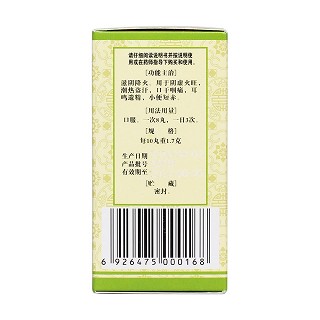 请仔细阅读说明书并按说明使
用或在药师指导下购买和使用。
[功能主治]
滋阴降火。用于阴虚火旺,
潮热盗汗,口干咽痛,耳
鸣遗精,小便短赤。
[用法用量]
口服。一次8丸,一日3次。
[规 格]
每10丸重1.7克
生产日期
产品批号
有效期至
[贮 藏]
密封。
6 926475 000168